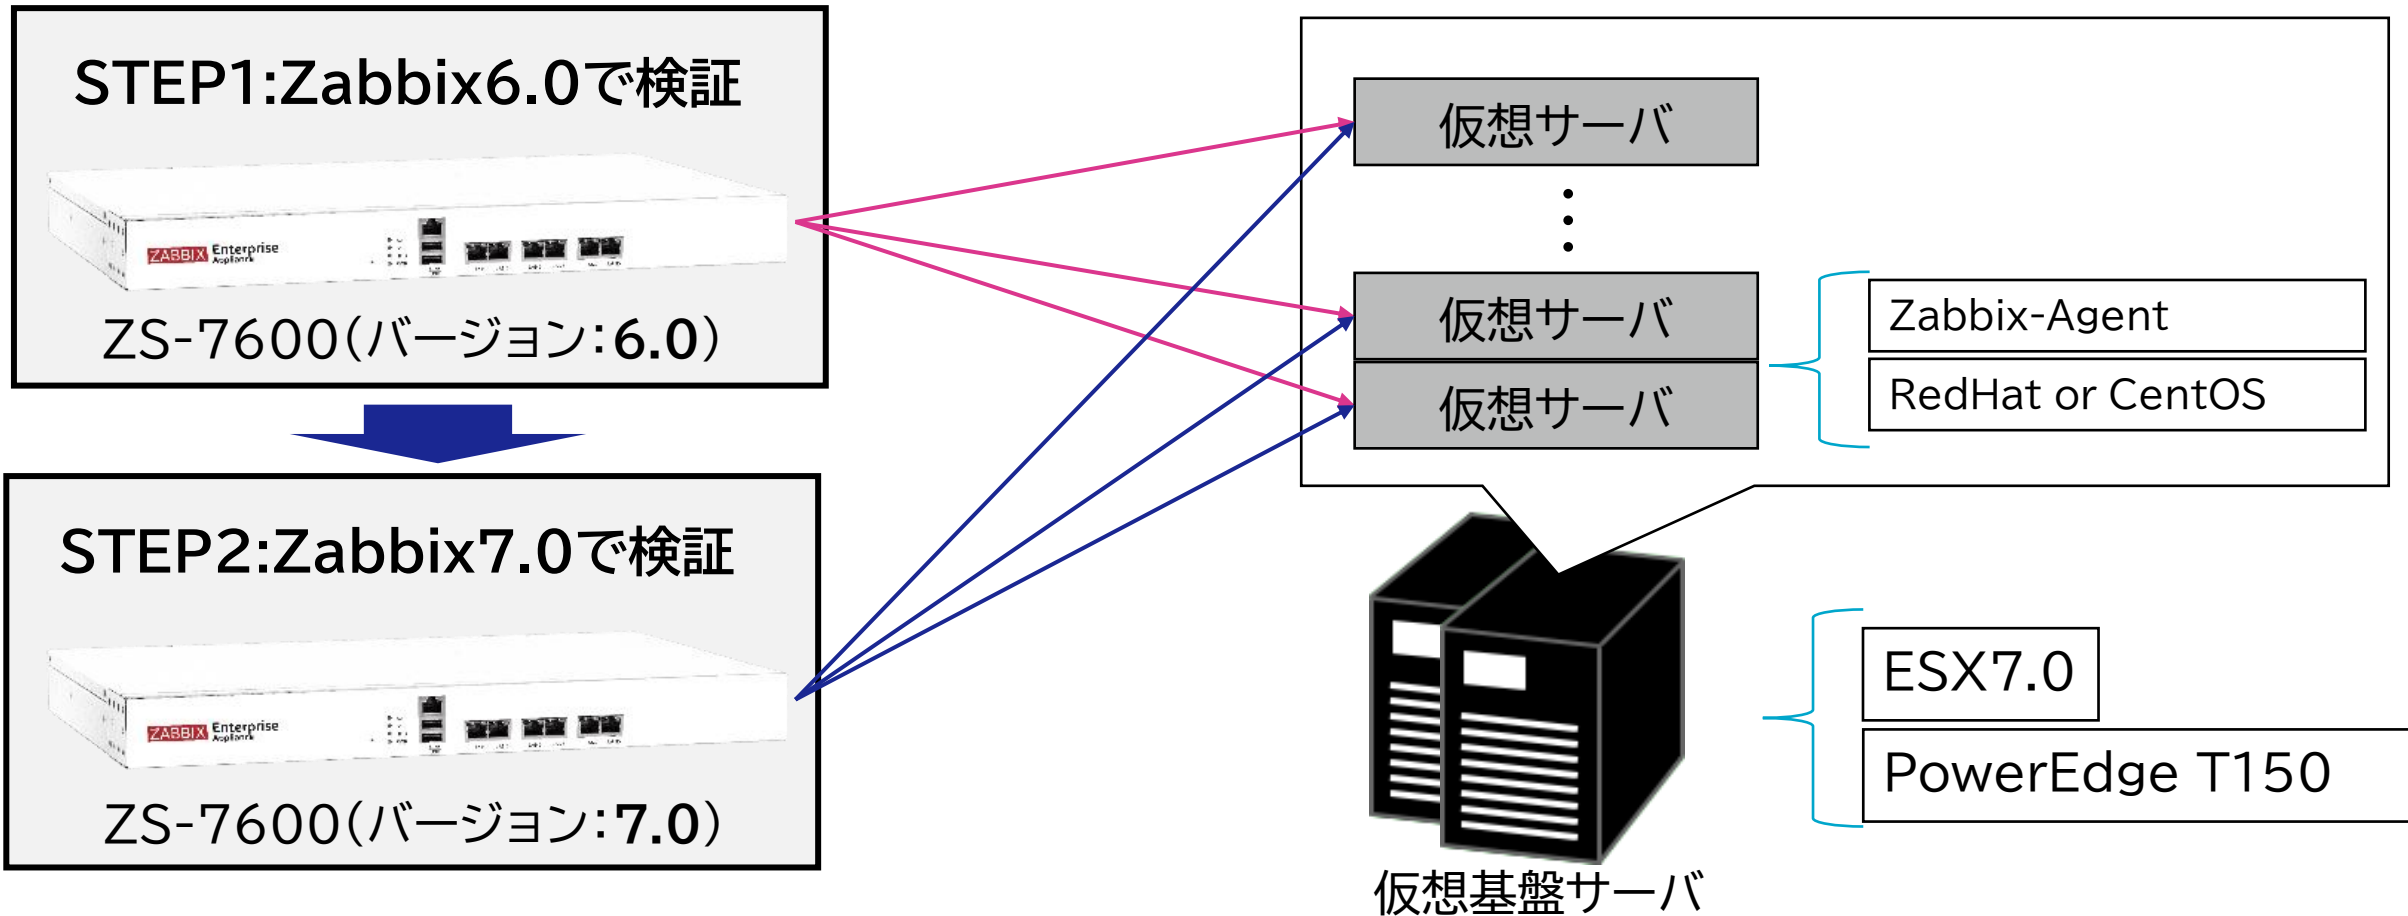 STEP1:Zabbix6.0で検証
ZABBIX Enterprise
Appliance
ZS-7600(バージョン:6.0)
STEP2:Zabbix7.0で検証
ZABBIX Enterprise
Appliance
ZS-7600(バージョン:7.0)
仮想サーバ
仮想サーバ
仮想サーバ
Zabbix-Agent
RedHat or CentOS
ESX7.0
PowerEdge T150
仮想基盤サーバ